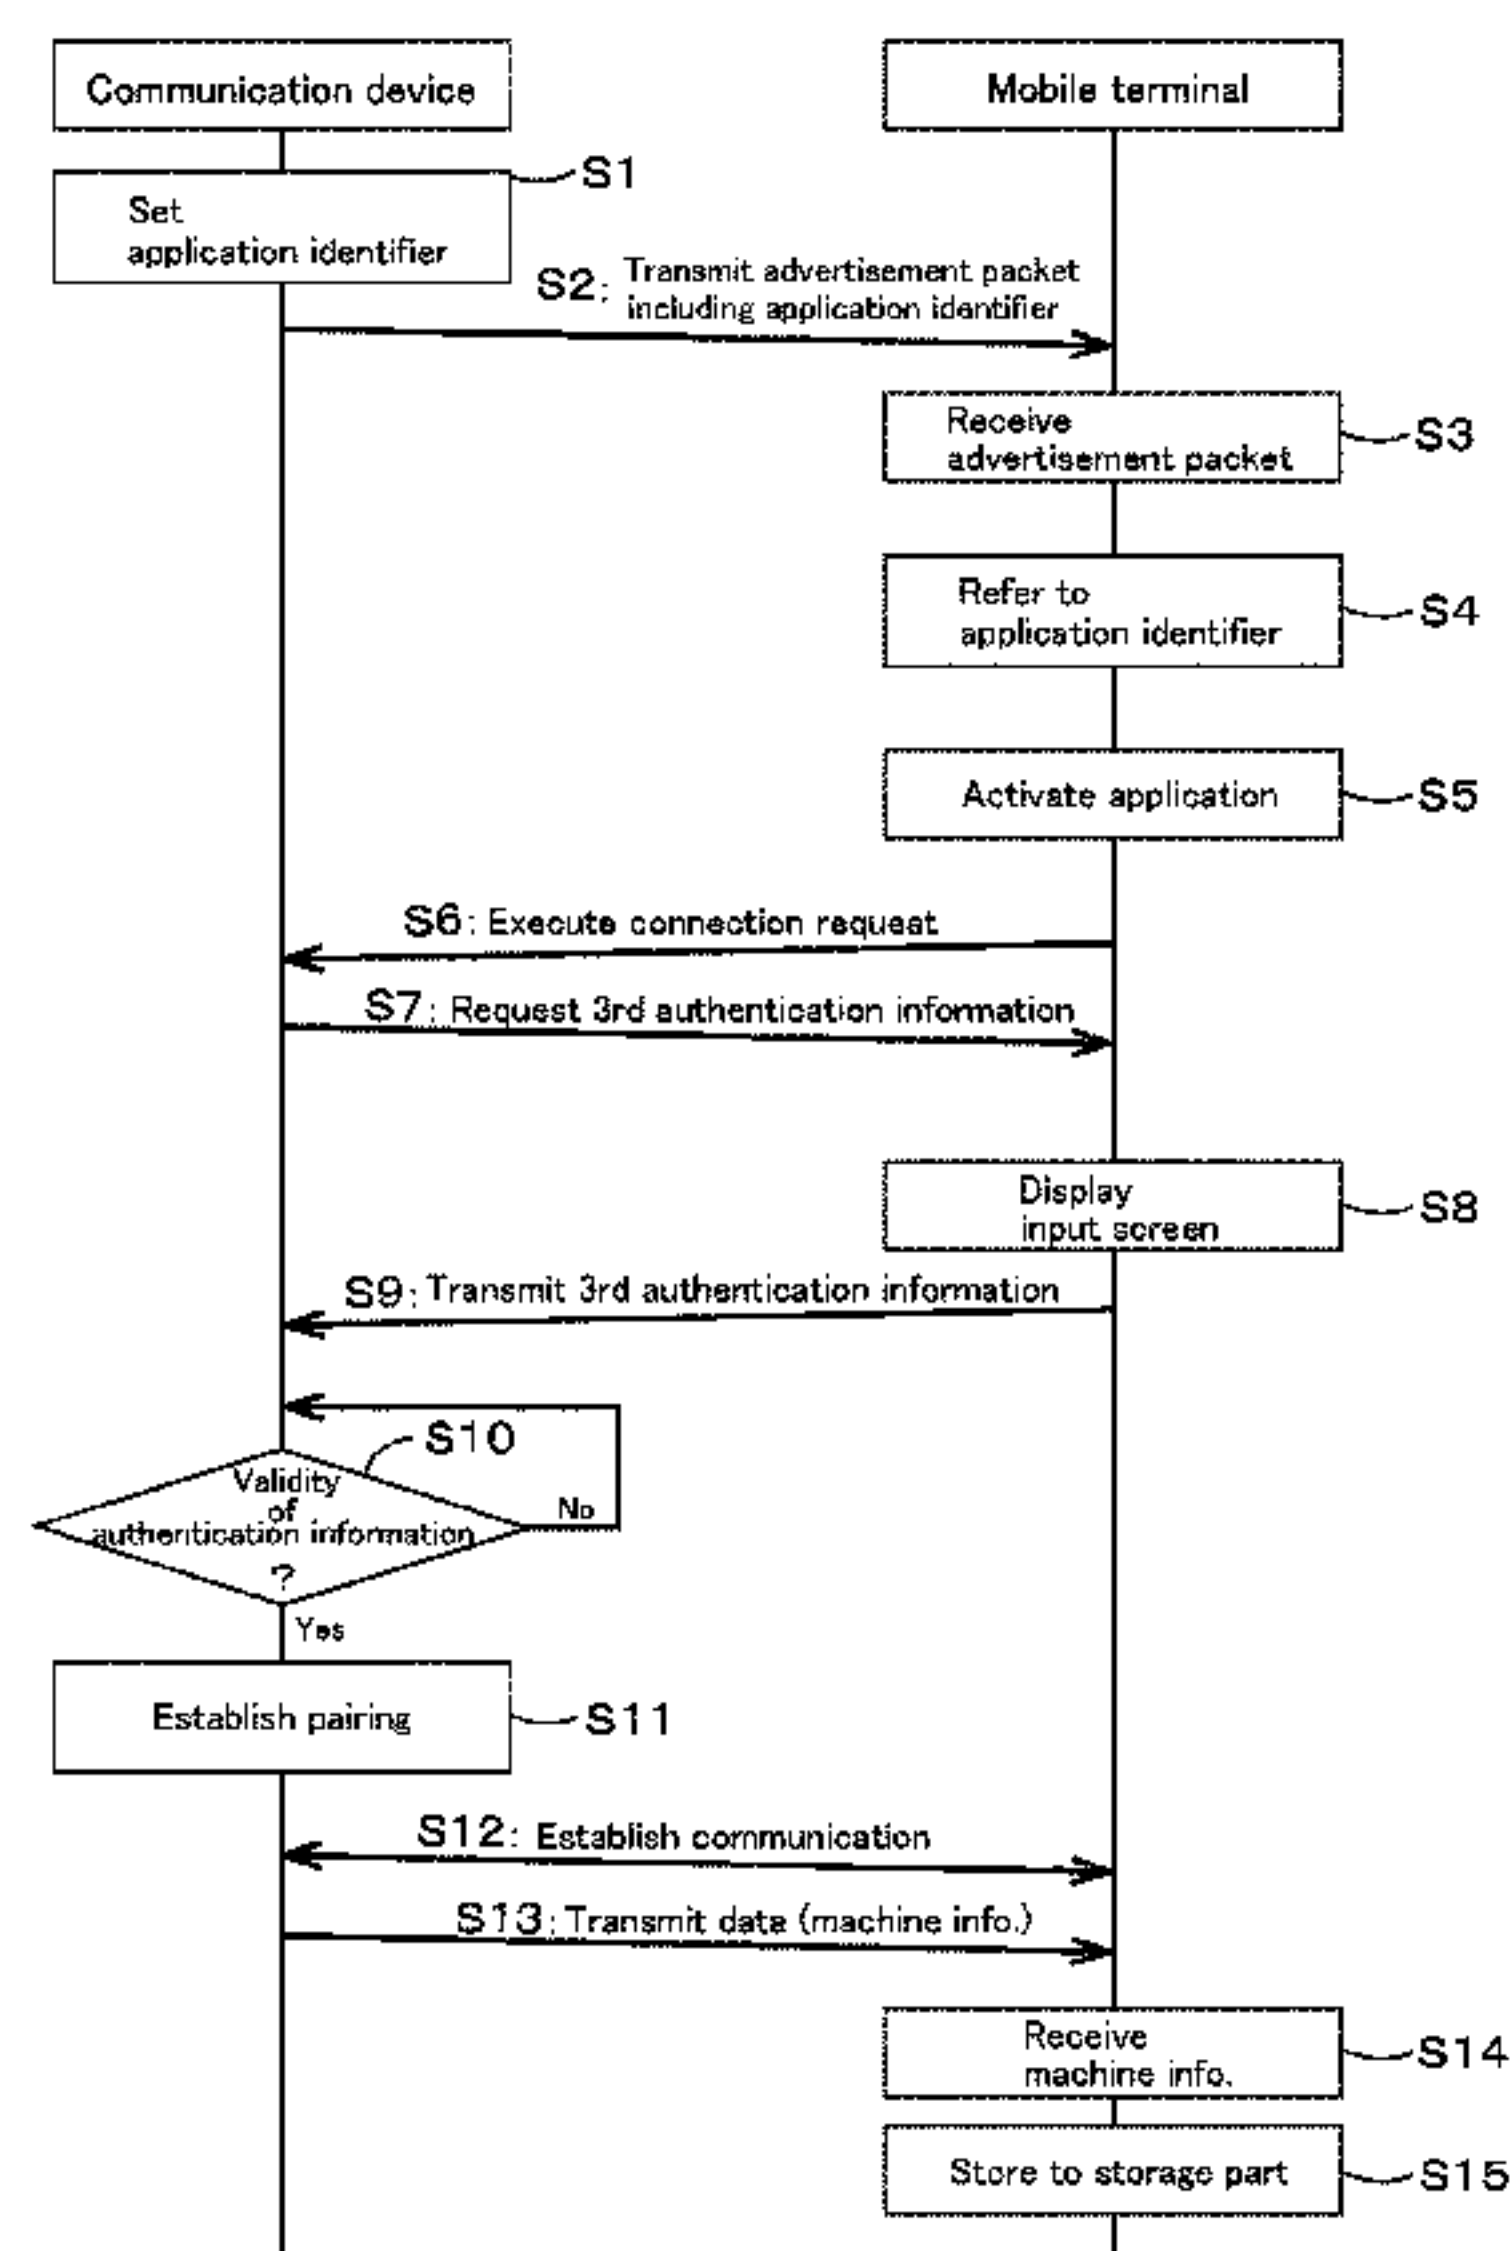 Communication device
Mobile terminal
S1
Set
application identifier
S2: Transmit advertisement packet
including application identifier
Receive
advertisement packet
S3
Refer to
application identifier
S4
Activate application
S5
S6: Execute connection request
S7: Request 3rd authentication information
Display
input screen
S8
S9: Transmit 3rd authentication information
S10
Validity
of
authentication information
?
No
Yes
Establish pairing
S11
S12: Establish communication
S13: Transmit data (machine info.)
Receive
machine info.
S14
Store to storage part
S15